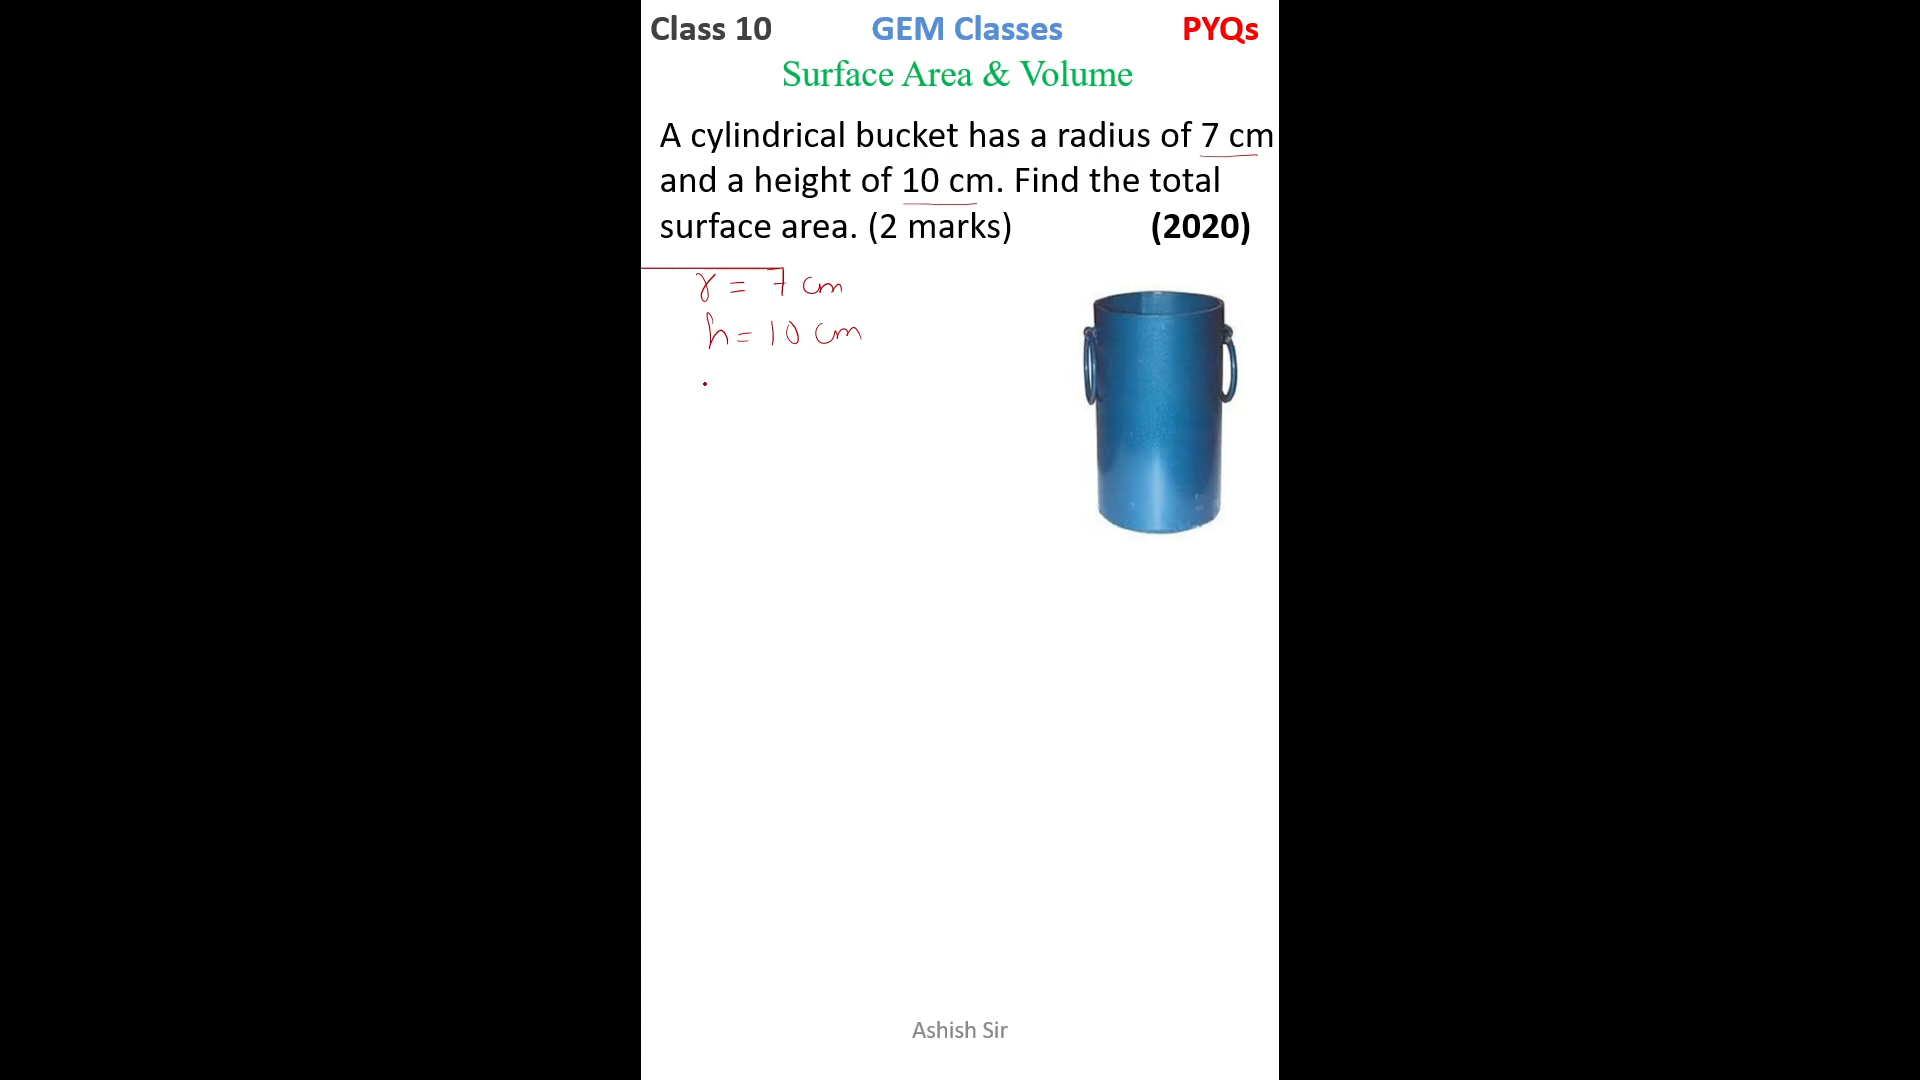 Class 10 GEM Classes PYQs
Surface Area & Volume
A cylindrical bucket has a radius of 7 cm
and a height of 10 cm. Find the total
surface area. (2 marks) (2020)
r = 7 cm
h = 10 cm
Ashish Sir